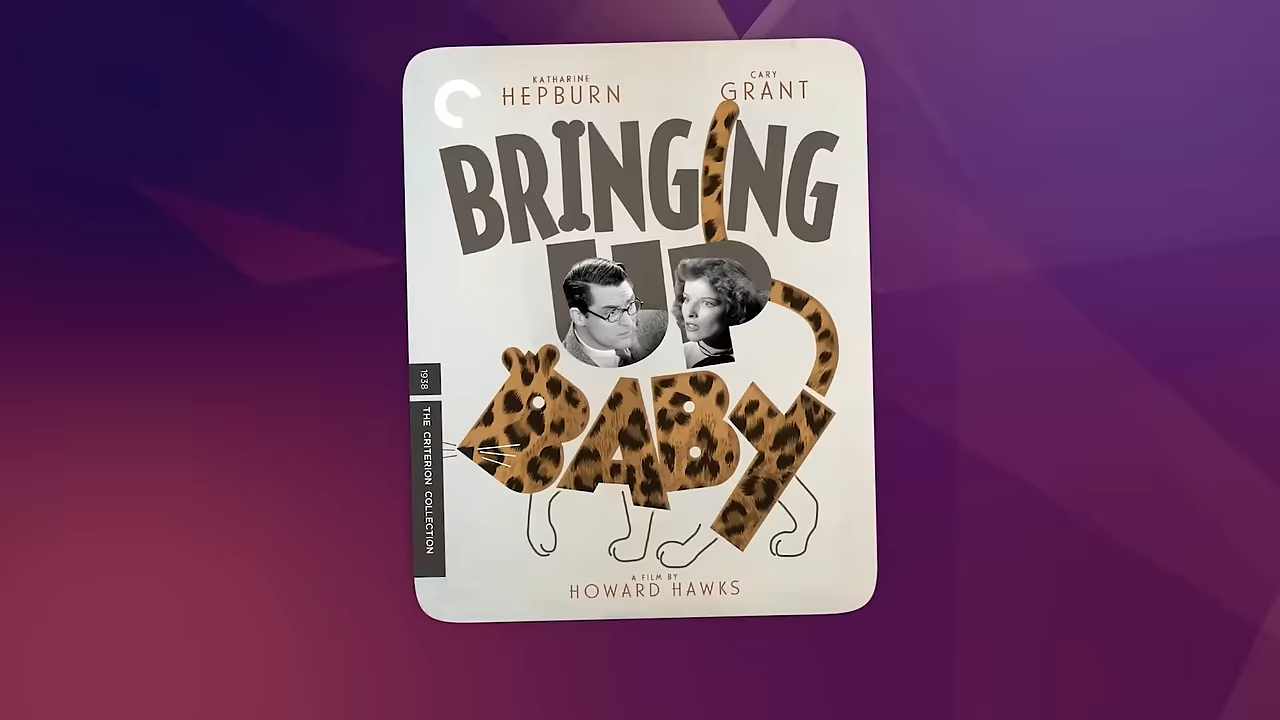 KATHARINE
HEPBURN
CARY
GRANT
BRINGING
UP
BABY
1938
THE CRITERION COLLECTION
A FILM BY
HOWARD HAWKS